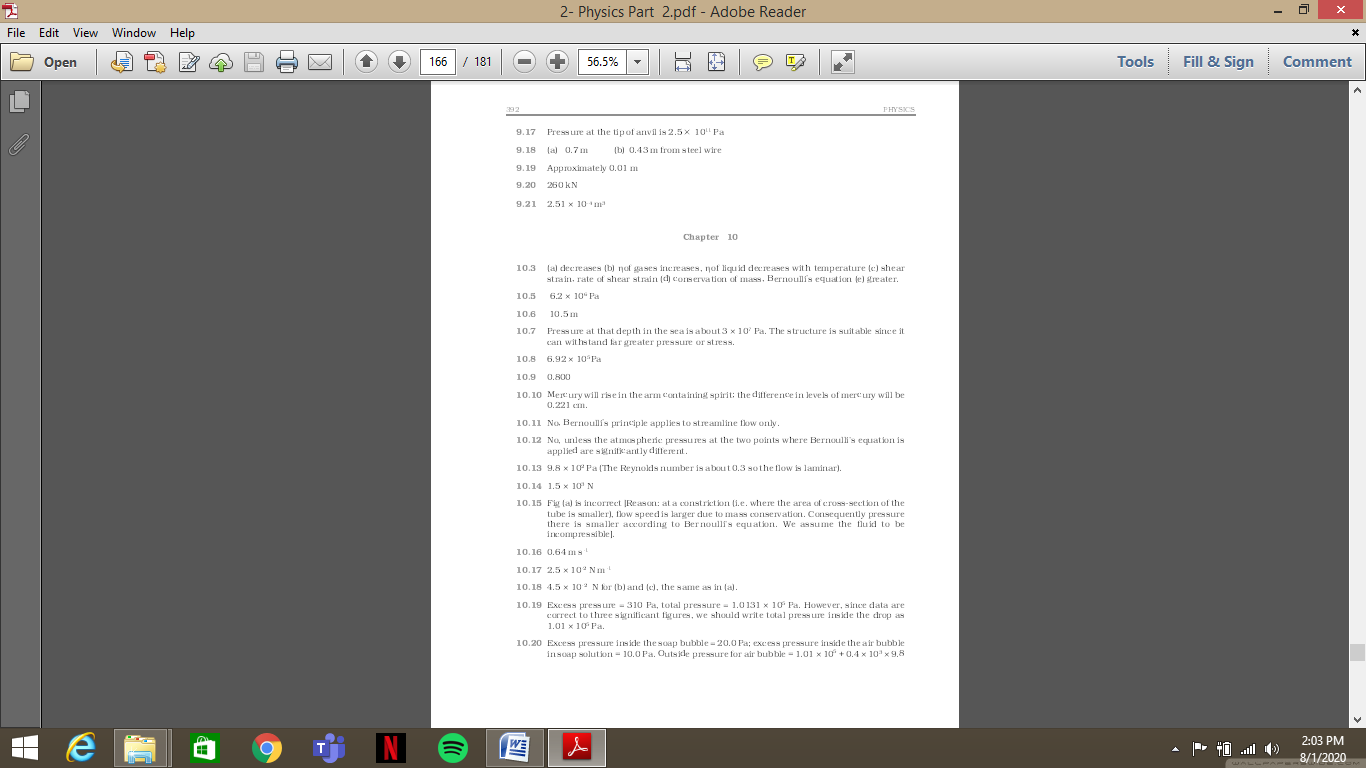 2- Physics Part 2.pdf - Adobe Reader
File Edit View Window Help
Open 166 / 181 56.5% Tools Fill & Sign Comment
392 PHYSICS
9.17 Pressure at the tip of anvil is 2.5 × 10¹¹ Pa
9.18 (a) 0.7 m (b) 0.43 m from steel wire
9.19 Approximately 0.01 m
9.20 260 kN
9.21 2.51 × 10⁻⁴ m³
Chapter 10
10.3 (a) decreases (b) η of gases increases, η of liquid decreases with temperature (c) shear
strain, rate of shear strain (d) conservation of mass, Bernoulli's equation (e) greater.
10.5 6.2 × 10⁶ Pa
10.6 10.5 m
10.7 Pressure at that depth in the sea is about 3 × 10⁷ Pa. The structure is suitable since it
can withstand far greater pressure or stress.
10.8 6.92 × 10⁵ Pa
10.9 0.800
10.10 Mercury will rise in the arm containing spirit; the difference in levels of mercury will be
0.221 cm.
10.11 No, Bernoulli's principle applies to streamline flow only.
10.12 No, unless the atmospheric pressures at the two points where Bernoulli's equation is
applied are significantly different.
10.13 9.8 × 10² Pa (The Reynolds number is about 0.3 so the flow is laminar).
10.14 1.5 × 10³ N
10.15 Fig (a) is incorrect [Reason: at a constriction (i.e. where the area of cross-section of the
tube is smaller), flow speed is larger due to mass conservation. Consequently pressure
there is smaller according to Bernoulli's equation. We assume the fluid to be
incompressible].
10.16 0.64 m s⁻¹
10.17 2.5 × 10⁻² N m⁻¹
10.18 4.5 × 10⁻² N for (b) and (c), the same as in (a).
10.19 Excess pressure = 310 Pa, total pressure = 1.0131 × 10⁵ Pa. However, since data are
correct to three significant figures, we should write total pressure inside the drop as
1.01 × 10⁵ Pa.
10.20 Excess pressure inside the soap bubble = 20.0 Pa; excess pressure inside the air bubble
in soap solution = 10.0 Pa. Outside pressure for air bubble = 1.01 × 10⁵ + 0.4 × 10³ × 9.8
2:03 PM
8/1/2020